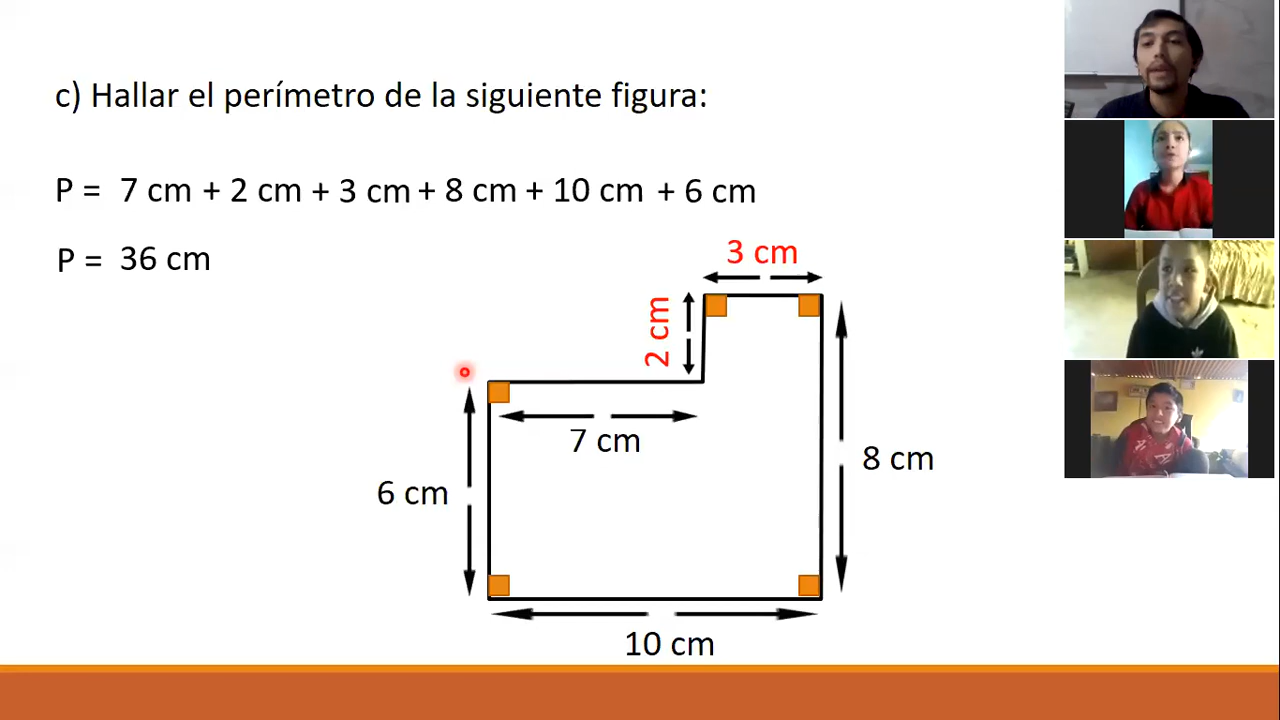 c) Hallar el perímetro de la siguiente figura:
P = 7 cm + 2 cm + 3 cm + 8 cm + 10 cm + 6 cm
P = 36 cm
3 cm
2 cm
7 cm
6 cm
8 cm
10 cm